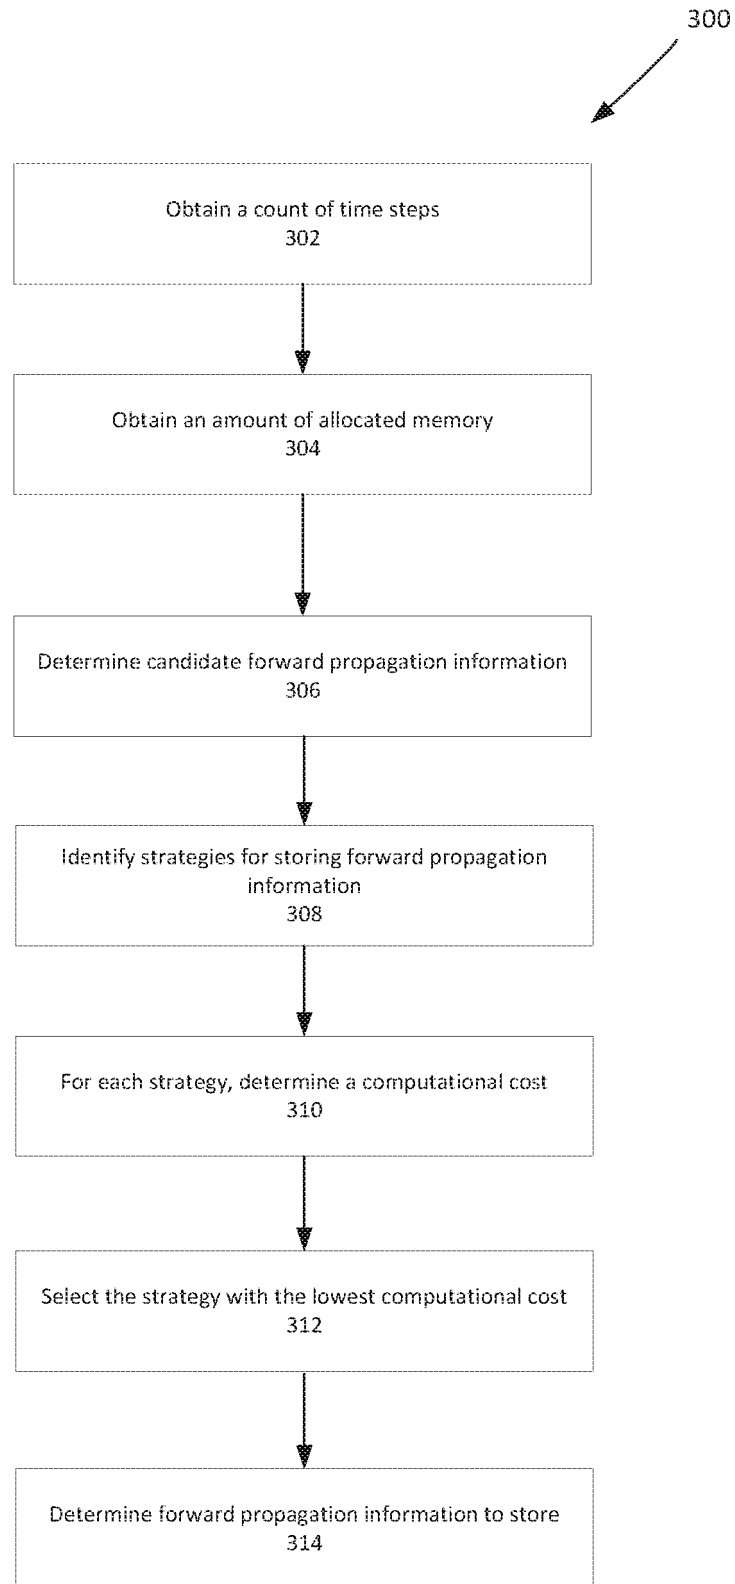 300
Obtain a count of time steps
302
Obtain an amount of allocated memory
304
Determine candidate forward propagation information
306
Identify strategies for storing forward propagation
information
308
For each strategy, determine a computational cost
310
Select the strategy with the lowest computational cost
312
Determine forward propagation information to store
314